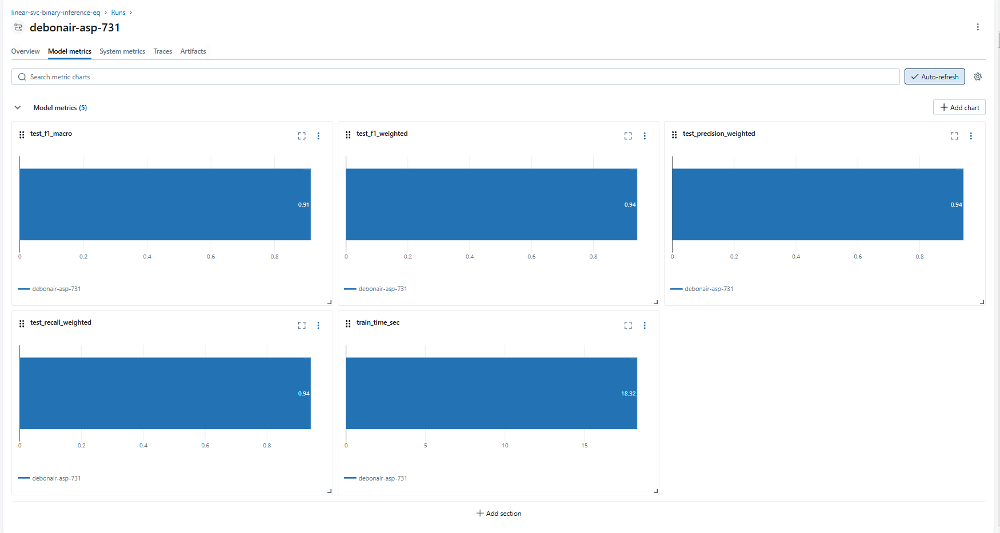 linear-svc-binary-inference-eq > Runs >
debonair-asp-731
Overview Model metrics System metrics Traces Artifacts
Search metric charts Auto-refresh
Model metrics (5) Add chart
test_f1_macro
0.91
0 0.2 0.4 0.6 0.8
debonair-asp-731
test_f1_weighted
0.94
0 0.2 0.4 0.6 0.8
debonair-asp-731
test_precision_weighted
0.94
0 0.2 0.4 0.6 0.8
debonair-asp-731
test_recall_weighted
0.94
0 0.2 0.4 0.6 0.8
debonair-asp-731
train_time_sec
18.32
0 5 10 15
debonair-asp-731
Add section